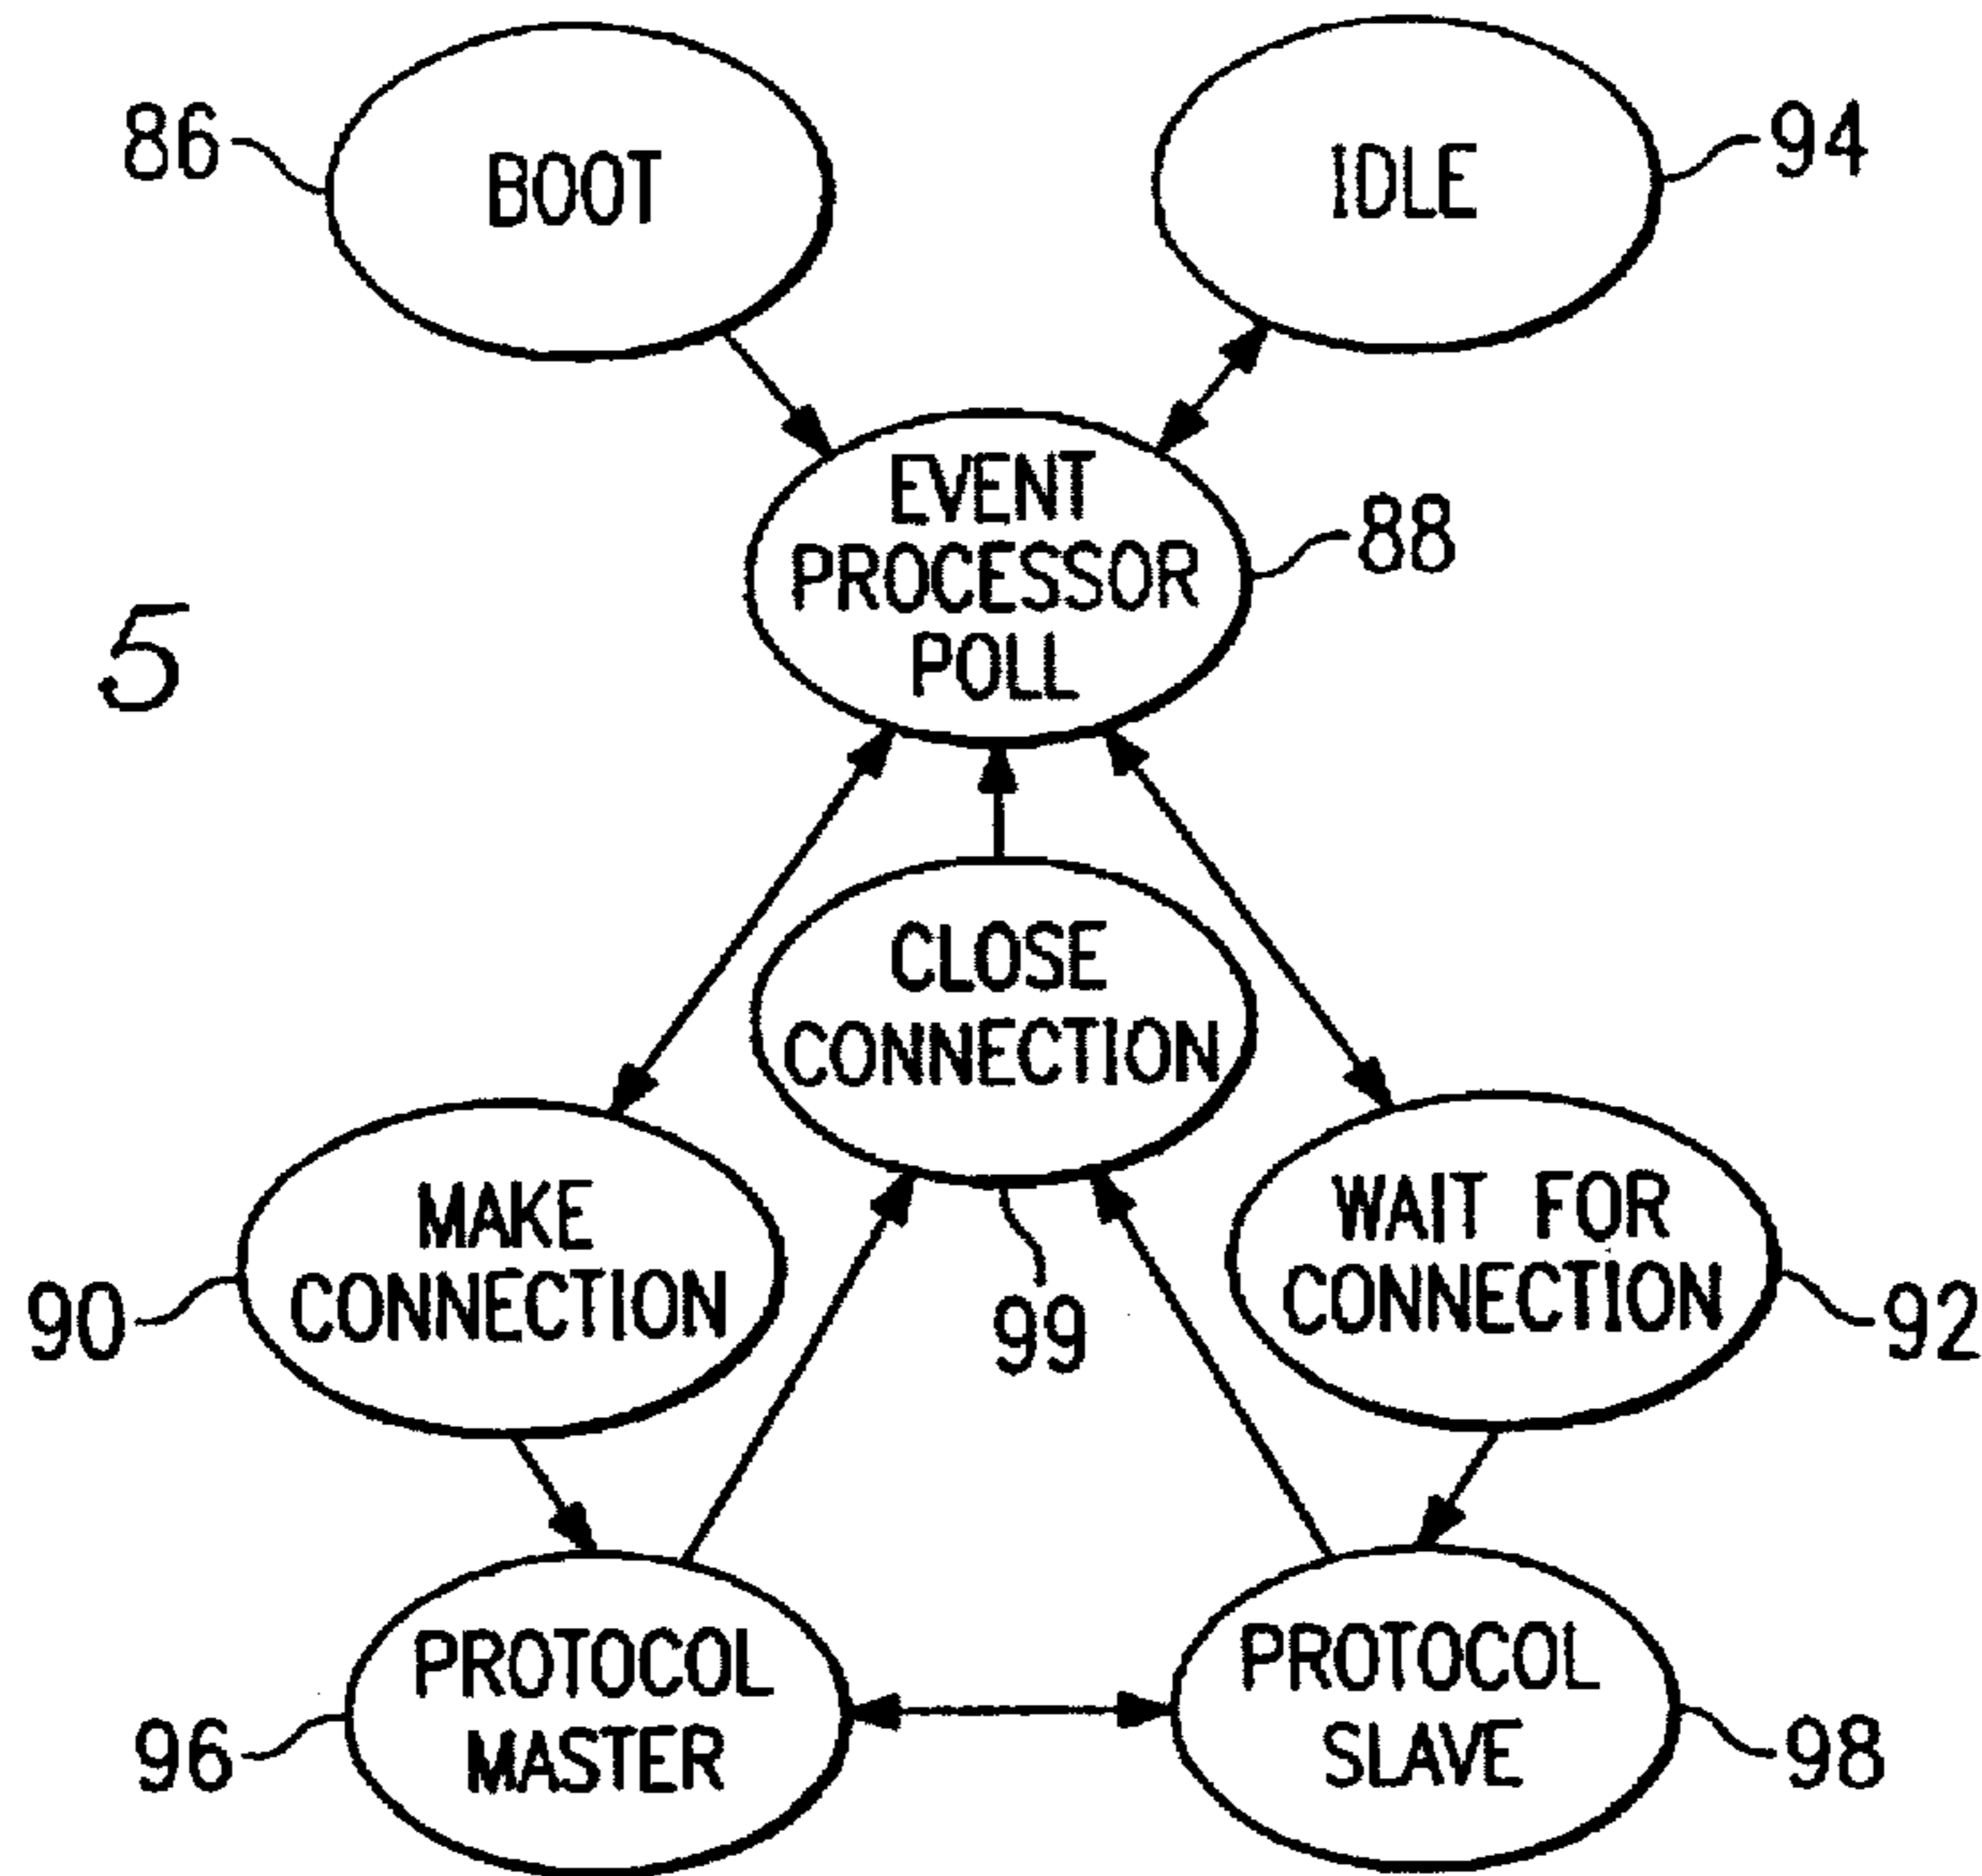 86
BOOT
IDLE
94
EVENT
PROCESSOR
POLL
88
5
CLOSE
CONNECTION
MAKE
CONNECTION
90
99
WAIT FOR
CONNECTION
92
PROTOCOL
MASTER
96
PROTOCOL
SLAVE
98